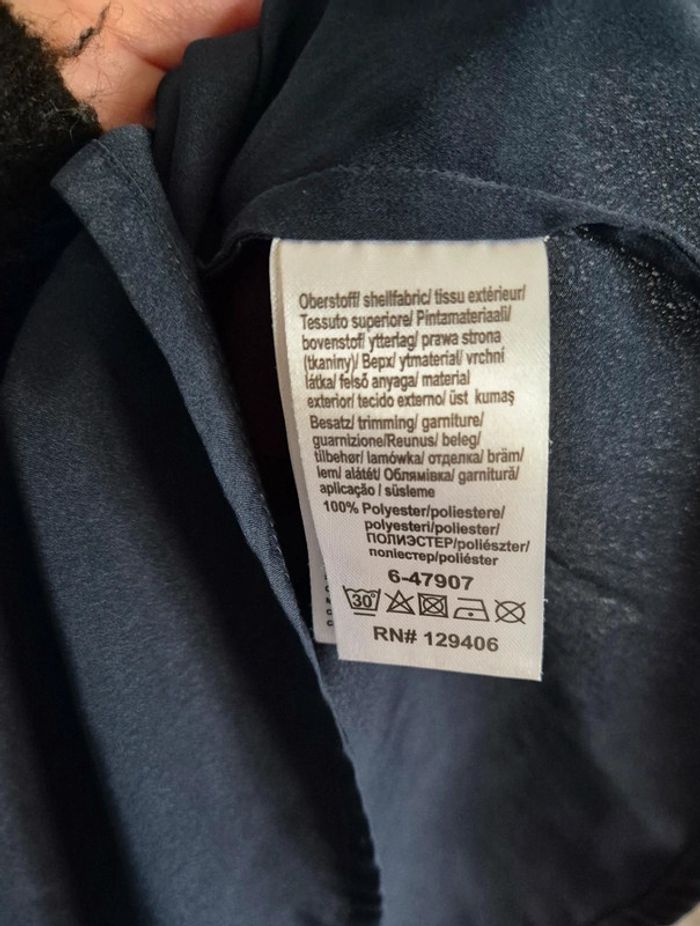 Oberstoff/ shellfabric/ tissu extérieur/
Tessuto superiore/ Pintamateriaali/
bovenstof/ ytterlag/ prawa strona
(tkaniny)/ Верх/ ytmaterial/ vrchní
látka/ felső anyaga/ material
exterior/ tecido externo/ üst kumaş
Besatz/ trimming/ garniture/
guarnizione/Reunus/ beleg/
tilbehør/ lamówka/ отделка/ bräm/
lem/ alátét/ Облямівка/ garnitură/
aplicação / süsleme
100% Polyester/poliestere/
polyesteri/poliester/
ПОЛИЭСТЕР/poliészter/
поліестер/poliéster
6-47907
30°
RN# 129406